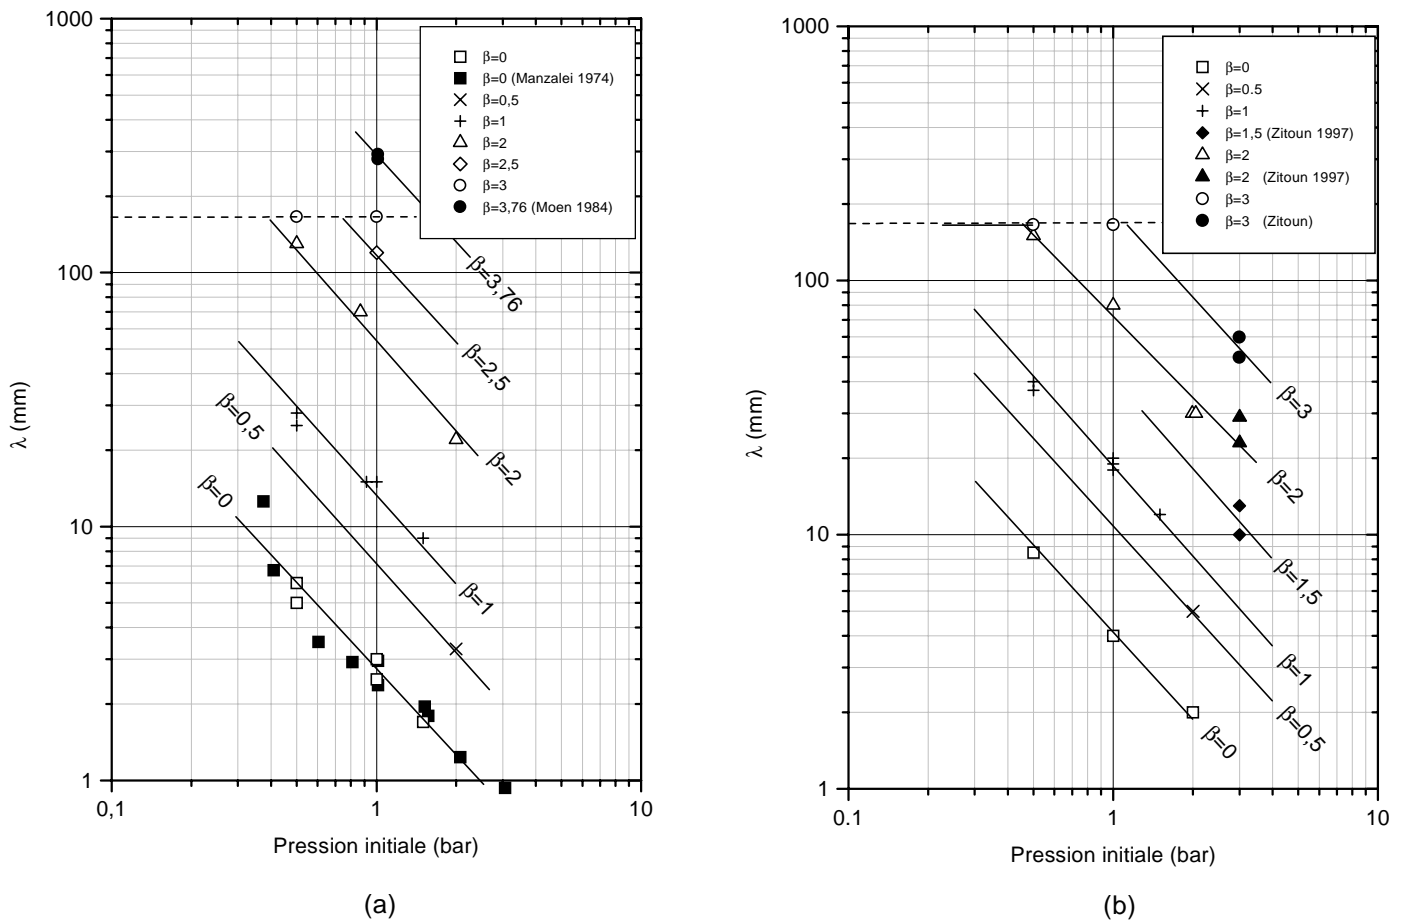 1000
100
10
1
0,1
1
10
λ (mm)
Pression initiale (bar)
β=0
β=0 (Manzalei 1974)
β=0,5
β=1
β=2
β=2,5
β=3
β=3,76 (Moen 1984)
β=3,76
β=2,5
β=2
β=1
β=0,5
β=0
(a)
1000
100
10
1
0.1
1
10
λ (mm)
Pression initiale (bar)
β=0
β=0.5
β=1
β=1,5 (Zitoun 1997)
β=2
β=2 (Zitoun 1997)
β=3
β=3 (Zitoun)
β=3
β=2
β=1,5
β=1
β=0,5
β=0
(b)